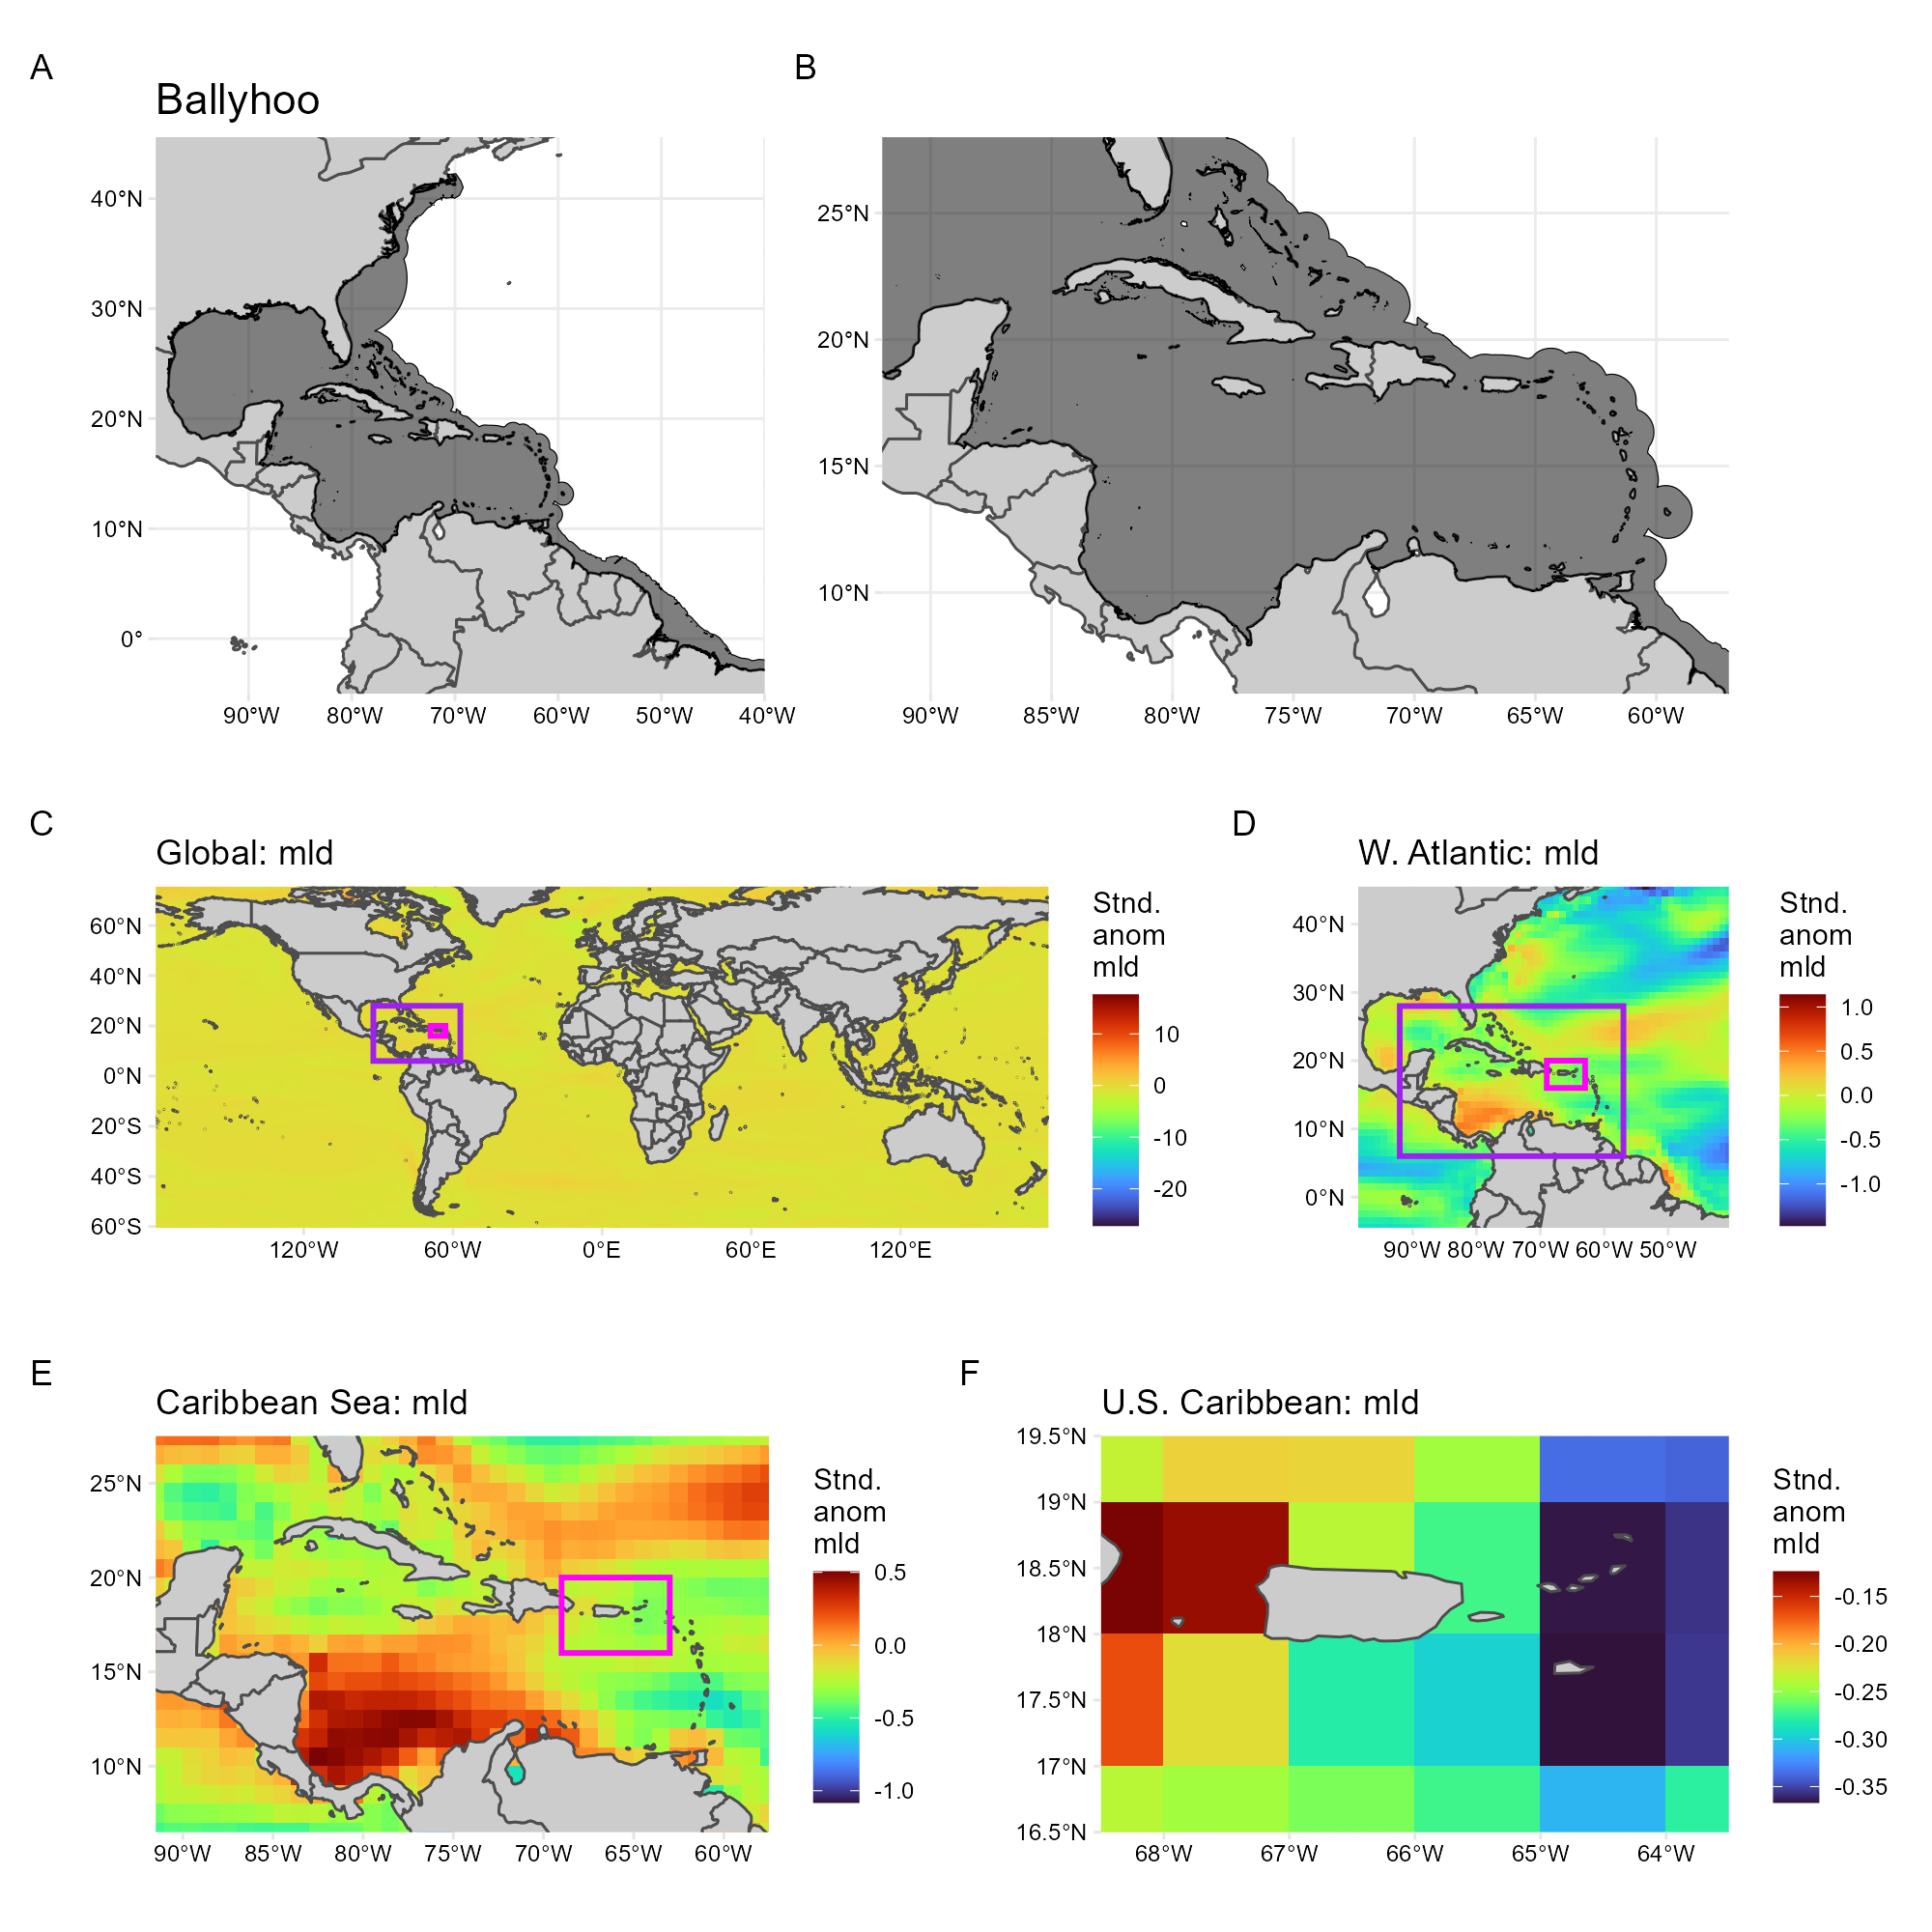 A
B
Ballyhoo
40°N
30°N
20°N
10°N
0°
90°W 80°W 70°W 60°W 50°W 40°W
25°N
20°N
15°N
10°N
90°W 85°W 80°W 75°W 70°W 65°W 60°W
C
D
Global: mld
60°N
40°N
20°N
0°N
20°S
40°S
60°S
120°W 60°W 0°E 60°E 120°E
Stnd.
anom
mld
10
0
-10
-20
W. Atlantic: mld
40°N
30°N
20°N
10°N
0°N
90°W 80°W 70°W 60°W 50°W
Stnd.
anom
mld
1.0
0.5
0.0
-0.5
-1.0
E
F
Caribbean Sea: mld
25°N
20°N
15°N
10°N
90°W 85°W 80°W 75°W 70°W 65°W 60°W
Stnd.
anom
mld
0.5
0.0
-0.5
-1.0
U.S. Caribbean: mld
19.5°N
19°N
18.5°N
18°N
17.5°N
17°N
16.5°N
68°W 67°W 66°W 65°W 64°W
Stnd.
anom
mld
-0.15
-0.20
-0.25
-0.30
-0.35